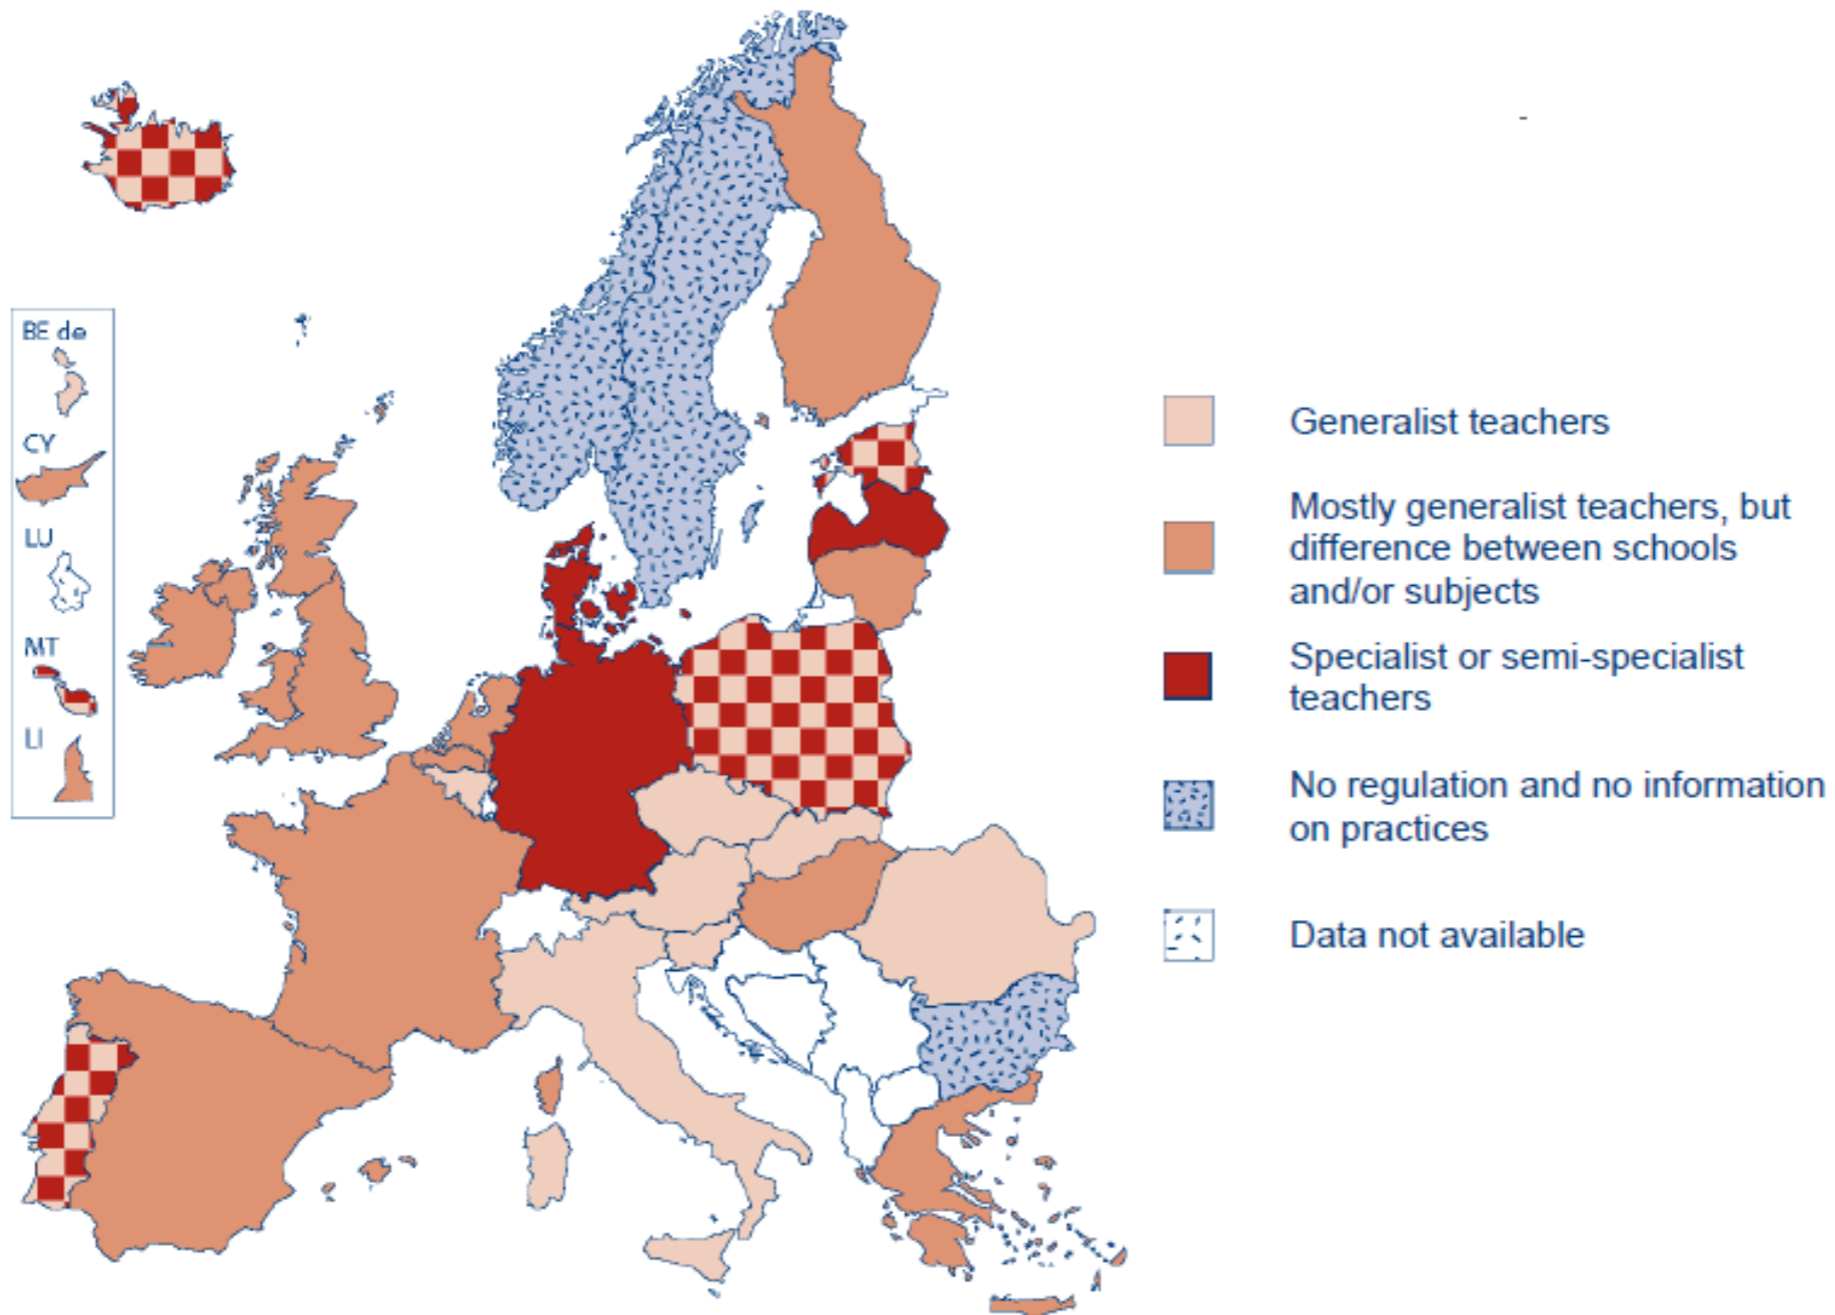 BE de
CY
LU
MT
LI
Generalist teachers
Mostly generalist teachers, but
difference between schools
and/or subjects
Specialist or semi-specialist
teachers
No regulation and no information
on practices
Data not available
-